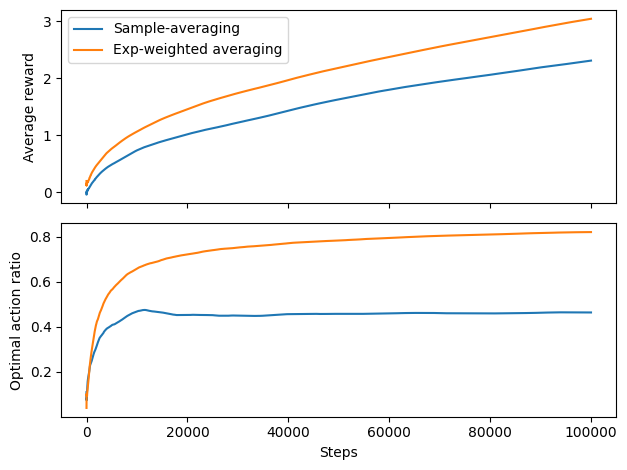 Sample-averaging
Exp-weighted averaging
Average reward
3
2
1
0
Optimal action ratio
0.8
0.6
0.4
0.2
0 20000 40000 60000 80000 100000
Steps